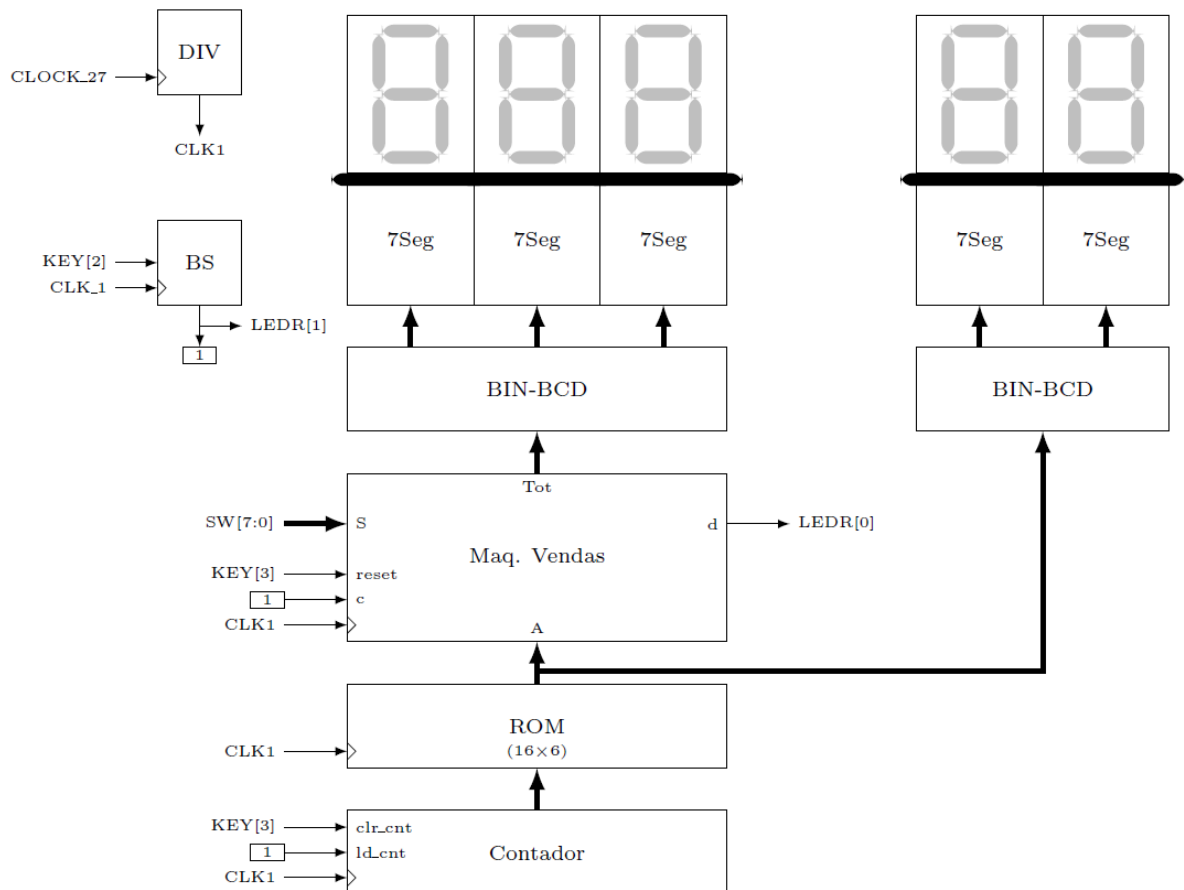 DIV
CLOCK_27
CLK1
7Seg 7Seg 7Seg 7Seg 7Seg
KEY[2]
BS
CLK_1
LEDR[1]
1
BIN-BCD BIN-BCD
Tot
SW[7:0] S d LEDR[0]
Maq. Vendas
KEY[3] reset
1 c
CLK1 A
ROM
CLK1 (16×6)
KEY[3] clr_cnt
1 ld_cnt Contador
CLK1